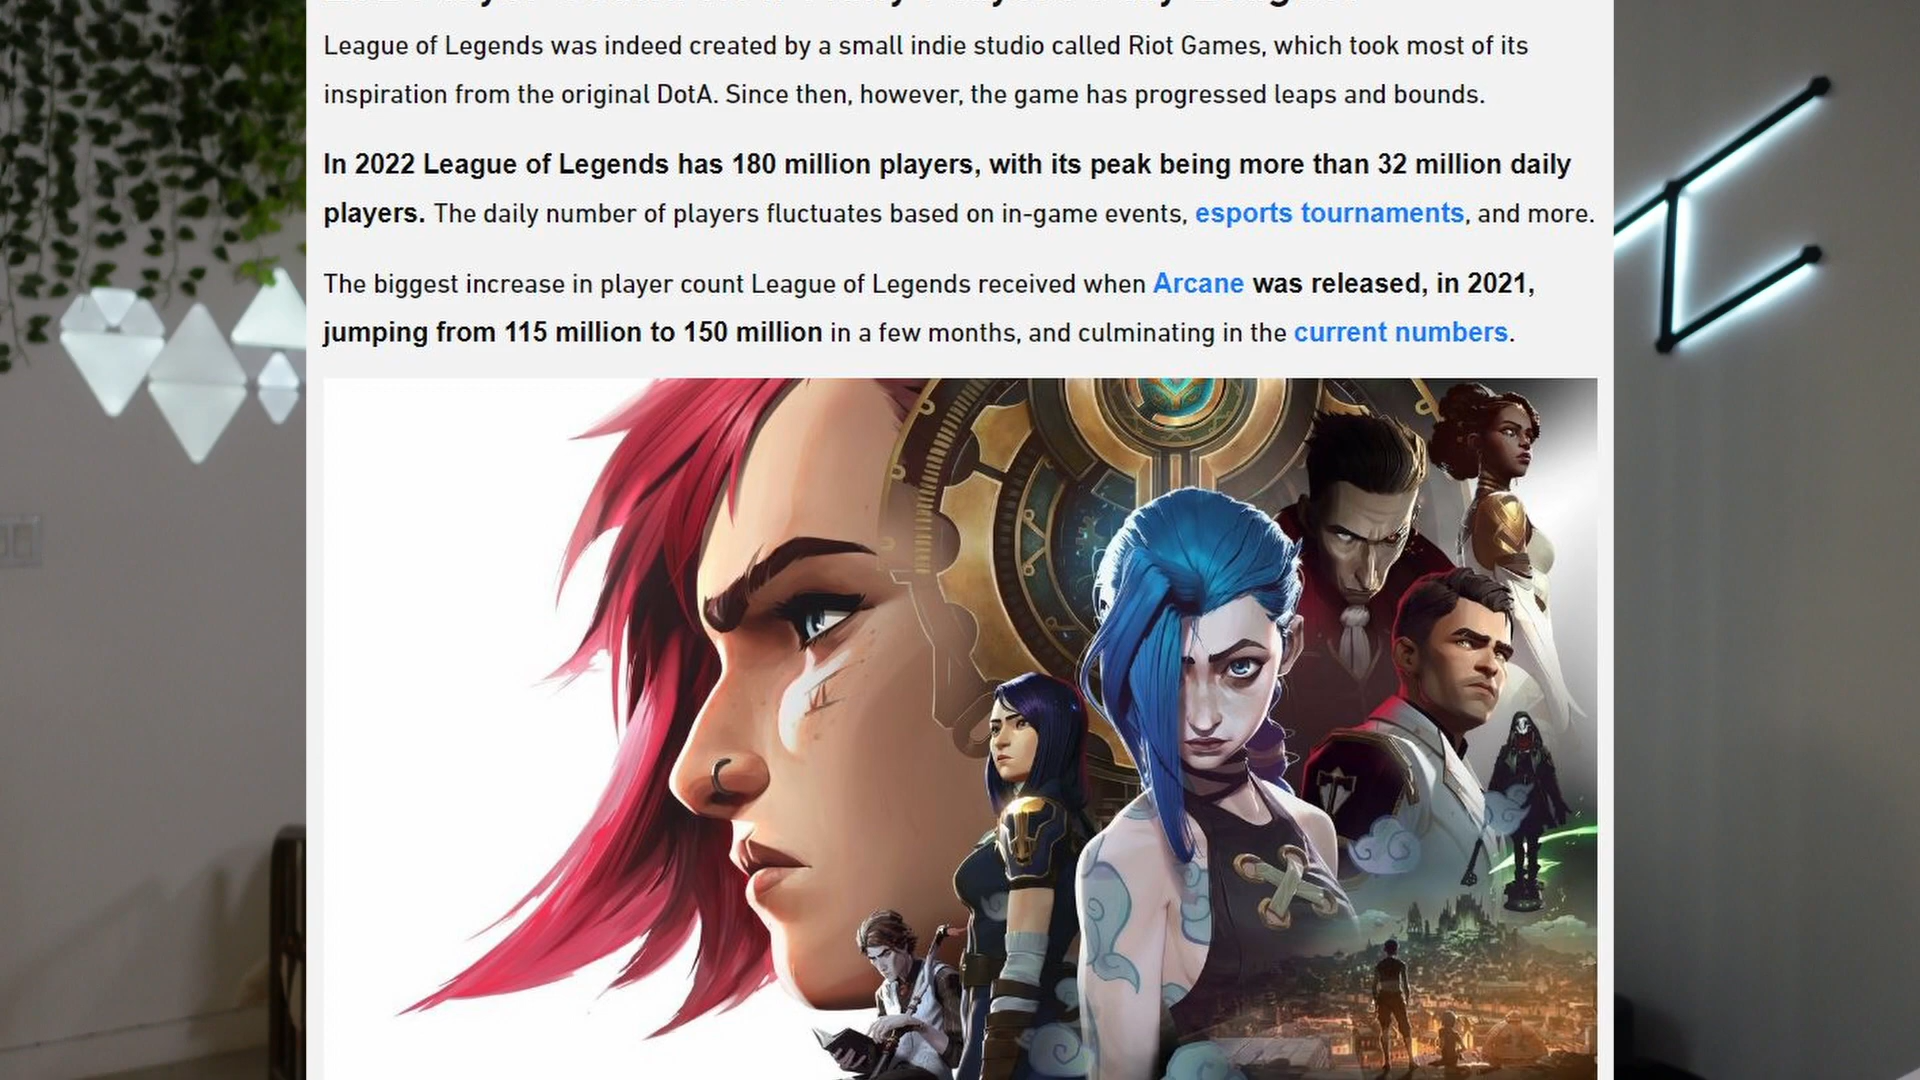 League of Legends was indeed created by a small indie studio called Riot Games, which took most of its
inspiration from the original DotA. Since then, however, the game has progressed leaps and bounds.
In 2022 League of Legends has 180 million players, with its peak being more than 32 million daily
players. The daily number of players fluctuates based on in-game events, esports tournaments, and more.
The biggest increase in player count League of Legends received when Arcane was released, in 2021,
jumping from 115 million to 150 million in a few months, and culminating in the current numbers.
VI